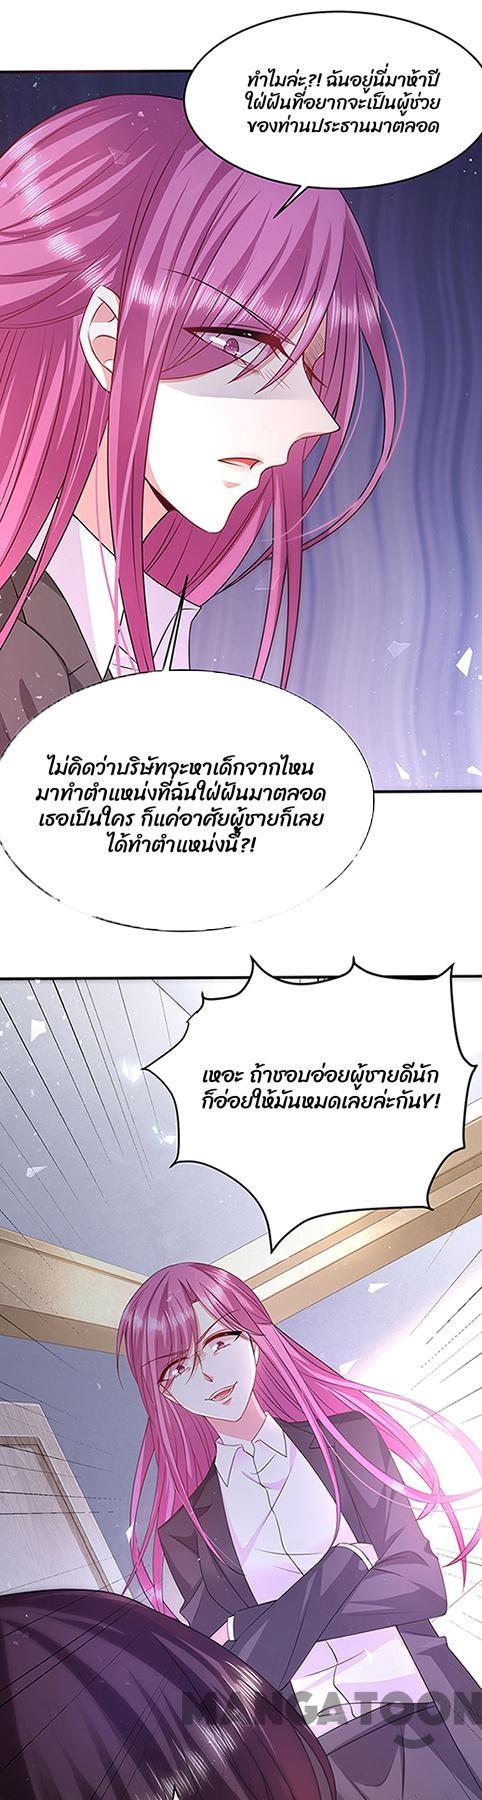 ทำไมล่ะ?! ฉันอยู่นี่มาห้าปี
ใฝ่ฝันที่อยากจะเป็นผู้ช่วย
ของท่านประธานมาตลอด
ไม่คิดว่าบริษัทจะหาเด็กจากไหน
มาทำตำแหน่งที่ฉันใฝ่ฝันมาตลอด
เธอเป็นใคร ก็แค่อาศัยผู้ชายก็เลย
ได้ทำตำแหน่งนี้?!
เหอะ ถ้าชอบอ่อยผู้ชายดีนัก
ก็อ่อยให้มันหมดเลยล่ะกันY!
MANGATOON